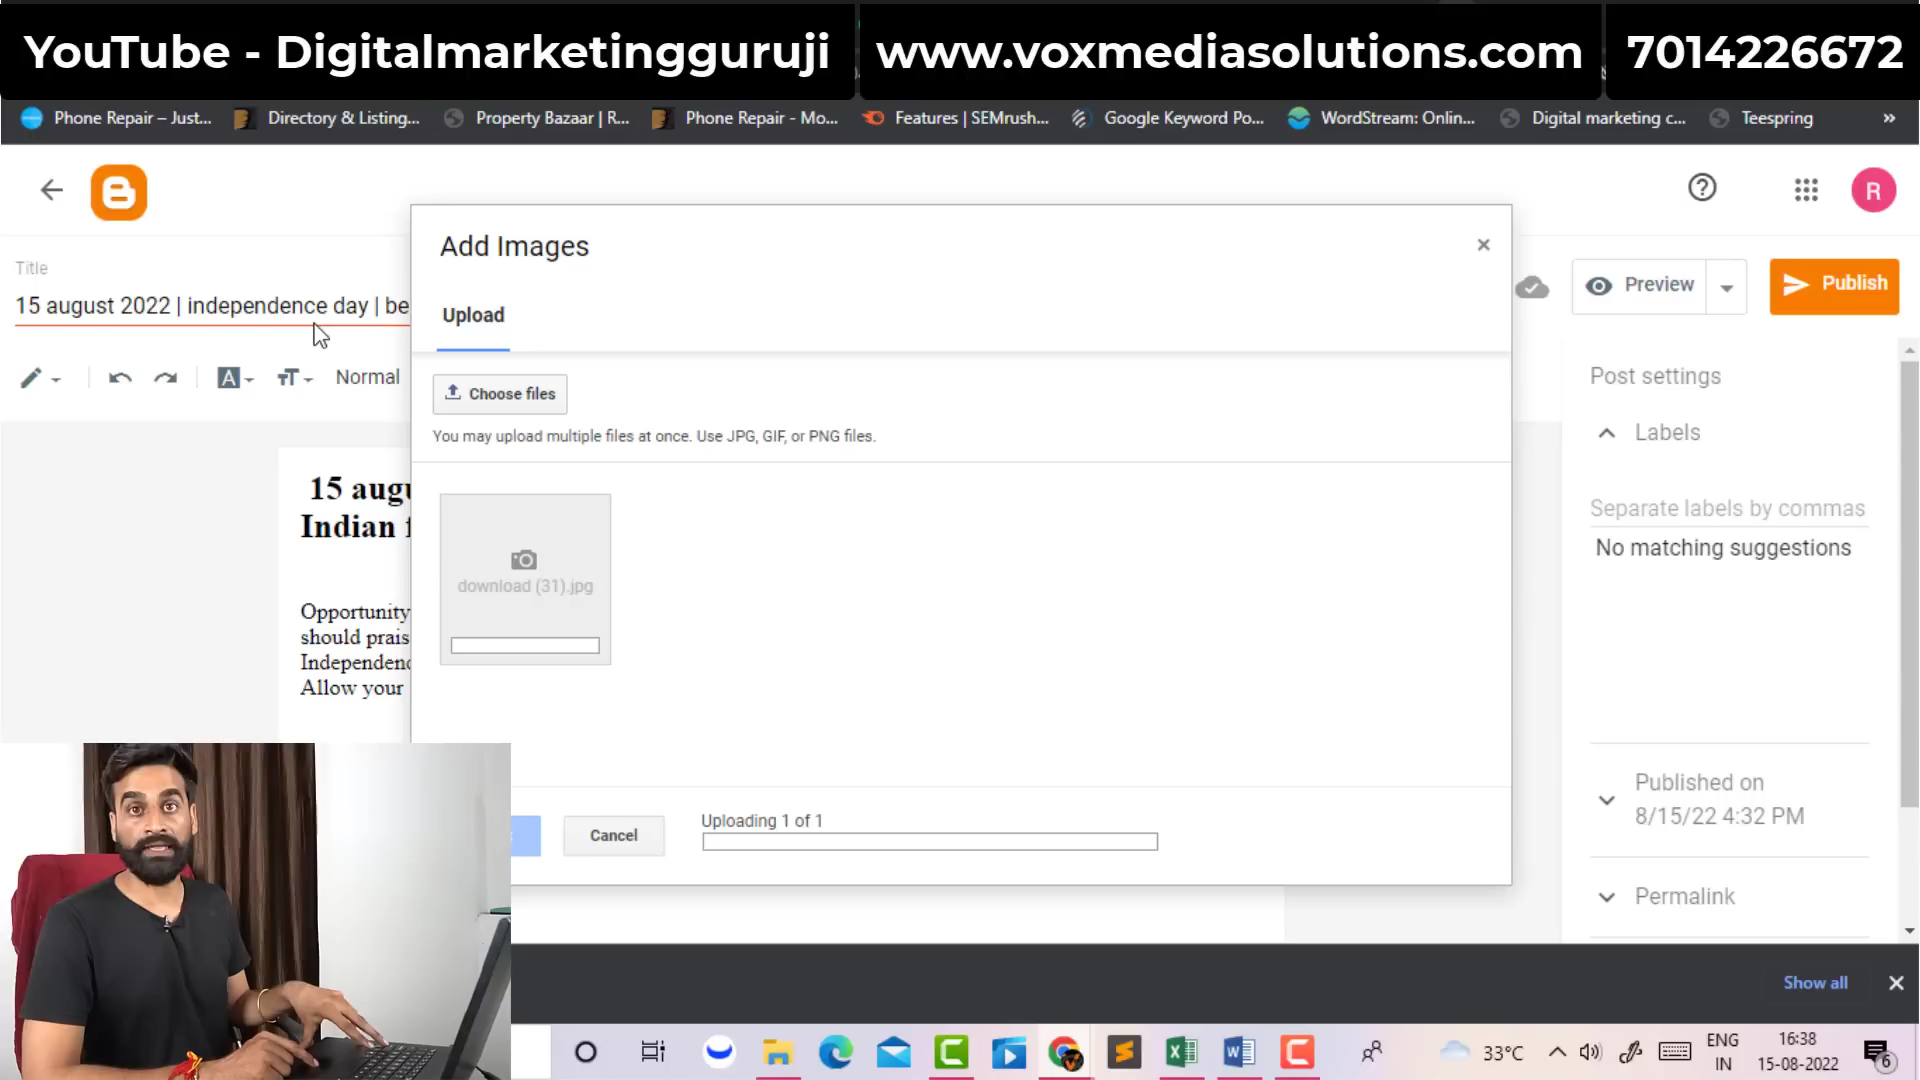 YouTube - Digitalmarketingguruji www.voxmediasolutions.com 7014226672
Phone Repair – Just... Directory & Listing... Property Bazaar | R... Phone Repair - Mo... Features | SEMrush... Google Keyword Po... WordStream: Onlin... Digital marketing c... Teespring »
R
Add Images
Title
15 august 2022 | independence day | be
Preview
Publish
Upload
Normal
Choose files
You may upload multiple files at once. Use JPG, GIF, or PNG files.
Post settings
Labels
Separate labels by commas
No matching suggestions
15 augu
Indian
download (31).jpg
Opportunity
should prais
Independenc
Allow your
Published on
8/15/22 4:32 PM
Uploading 1 of 1
Cancel
Permalink
Show all
33°C
ENG
IN
16:38
15-08-2022
6